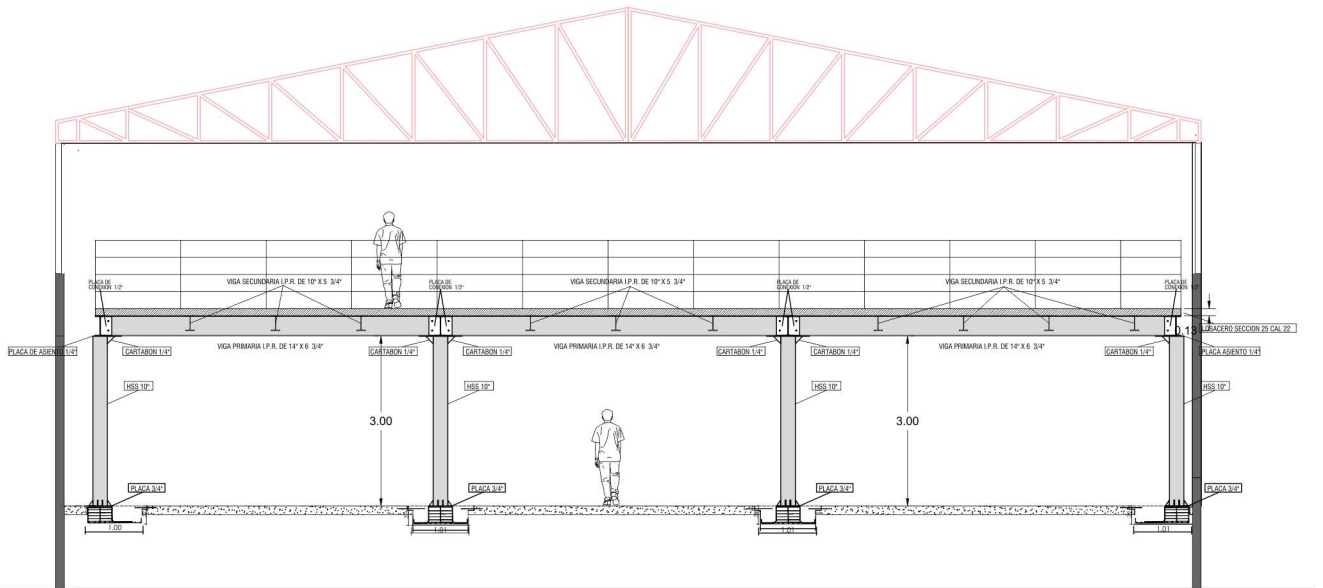 PLACA DE
CONEXION 1/2"
VIGA SECUNDARIA I.P.R. DE 10" X 5 3/4"
PLACA DE
CONEXION 1/2"
VIGA SECUNDARIA I.P.R. DE 10" X 5 3/4"
PLACA DE
CONEXION 1/2"
VIGA SECUNDARIA I.P.R. DE 10" X 5 3/4"
PLACA DE
CONEXION 1/2"
0.13
LOSACERO SECCION 25 CAL 22
PLACA DE ASIENTO 1/4"
CARTABON 1/4"
VIGA PRIMARIA I.P.R. DE 14" X 6 3/4"
CARTABON 1/4"
CARTABON 1/4"
VIGA PRIMARIA I.P.R. DE 14" X 6 3/4"
CARTABON 1/4"
CARTABON 1/4"
VIGA PRIMARIA I.P.R. DE 14" X 6 3/4"
CARTABON 1/4"
PLACA ASIENTO 1/4"
HSS 10"
HSS 10"
HSS 10"
HSS 10"
3.00
3.00
PLACA 3/4"
PLACA 3/4"
PLACA 3/4"
PLACA 3/4"
1.00
1.01
1.01
1.01